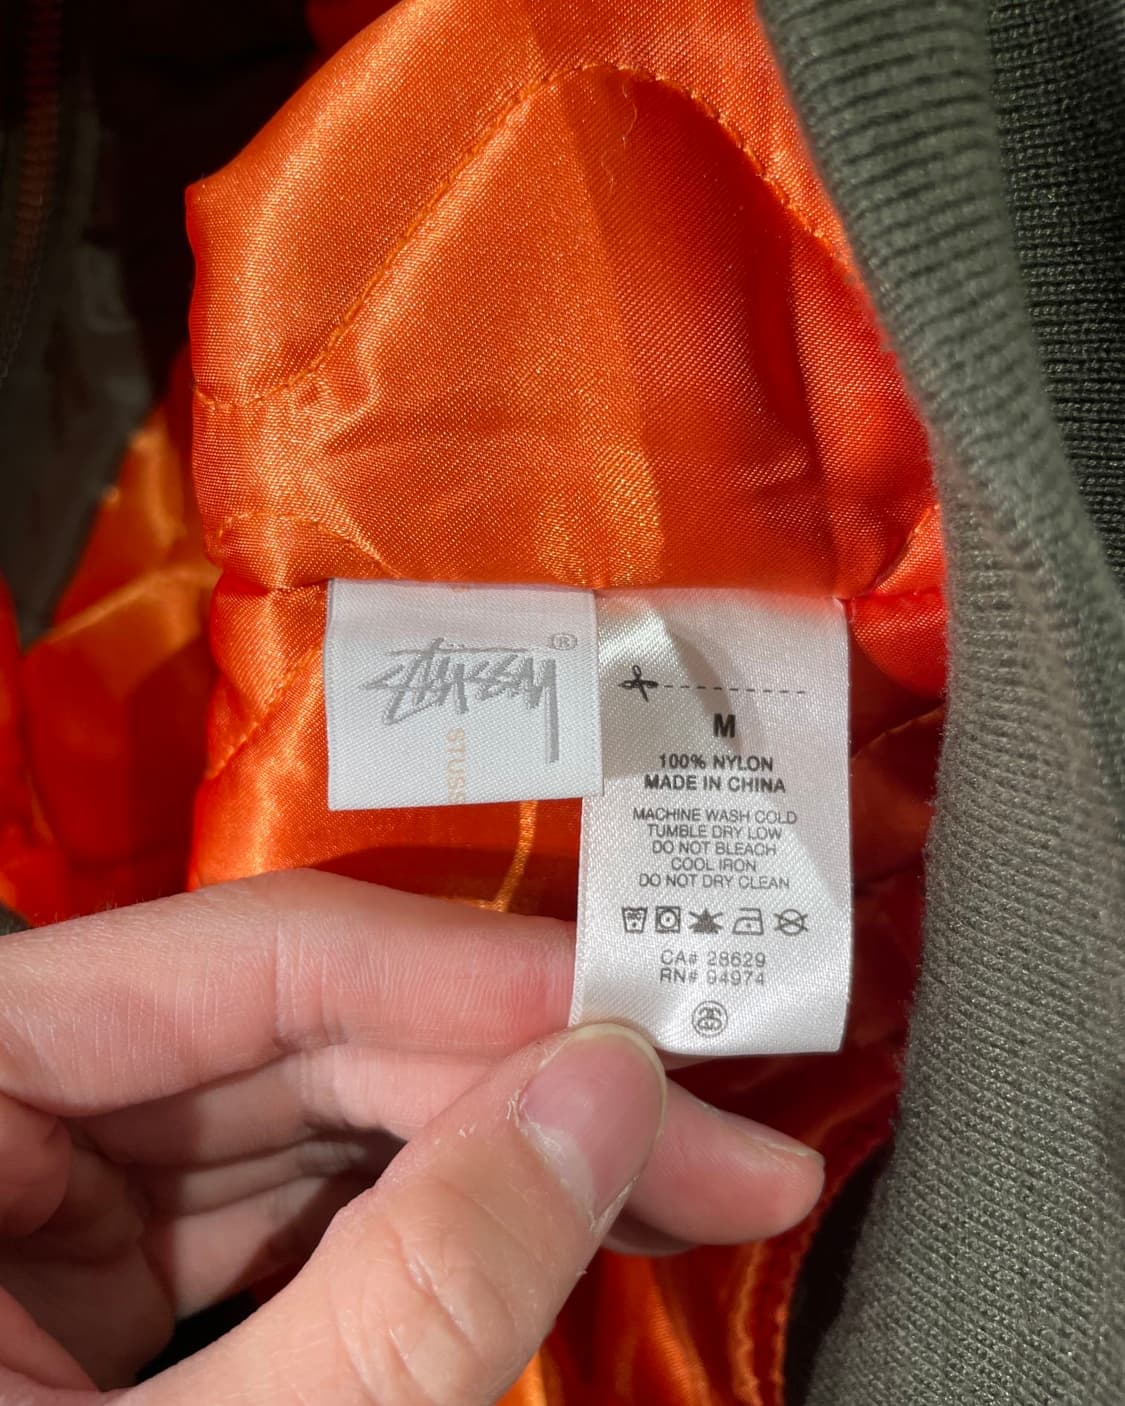 Stüssy ®
STUSS
M
100% NYLON
MADE IN CHINA
MACHINE WASH COLD
TUMBLE DRY LOW
DO NOT BLEACH
COOL IRON
DO NOT DRY CLEAN
CA# 28629
RN# 94974